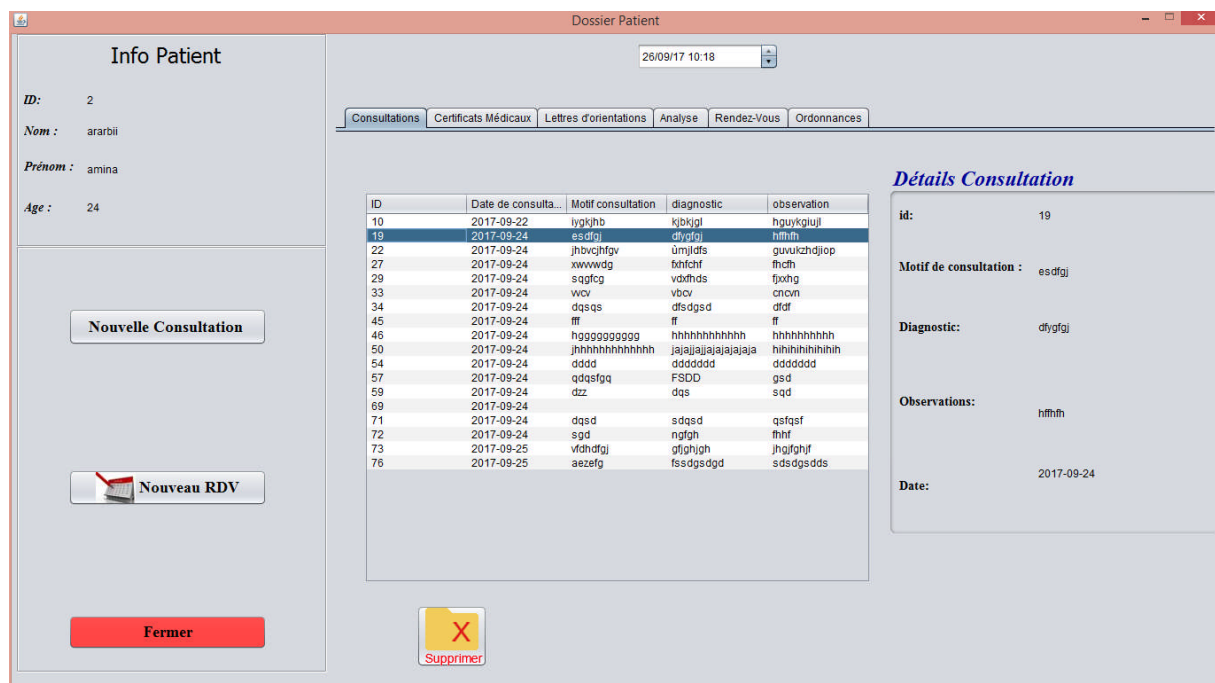 Dossier Patient
Info Patient
ID: 2
Nom : ararbii
Prénom : amina
Age : 24
Nouvelle Consultation
Nouveau RDV
Fermer
26/09/17 10:18
Consultations Certificats Médicaux Lettres d'orientations Analyse Rendez-Vous Ordonnances
ID Date de consulta... Motif consultation diagnostic observation
10 2017-09-22 iygkjhb kjbkjgl hguykgiujl
19 2017-09-24 esdfgj dfygfgj hffhfh
22 2017-09-24 jhbvcjhfgv ùmjldfs guvukzhdjiop
27 2017-09-24 xwvwwdg fxhfchf fhcfh
29 2017-09-24 sqgfcg vdxfhds fjxxhg
33 2017-09-24 wcv vbcv cncvn
34 2017-09-24 dqsqs dfsdgsd dfdf
45 2017-09-24 fff ff ff
46 2017-09-24 hgggggggggg hhhhhhhhhhhh hhhhhhhhhh
50 2017-09-24 jhhhhhhhhhhhhh jajajjajjajajajajaja hihihihihihihih
54 2017-09-24 dddd ddddddd ddddddd
57 2017-09-24 qdqsfgq FSDD gsd
59 2017-09-24 dzz dqs sqd
69 2017-09-24
71 2017-09-24 dqsd sdqsd qsfqsf
72 2017-09-24 sgd ngfgh fhhf
73 2017-09-25 vfdhdfgj gfjghjgh jhgjfghjf
76 2017-09-25 aezefg fssdgsdgd sdsdgsdds
Supprimer
Détails Consultation
id: 19
Motif de consultation : esdfgj
Diagnostic: dfygfgj
Observations: hffhfh
Date: 2017-09-24